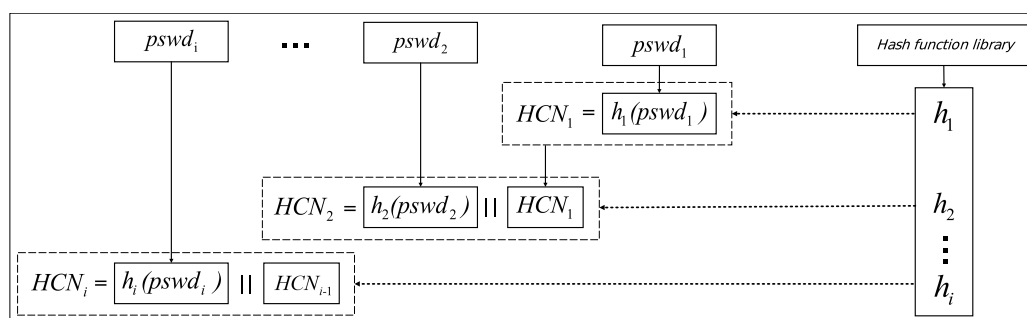 pswd_i ... pswd_2 pswd_1 Hash function library
HCN_1 = h_1(pswd_1) h_1
HCN_2 = h_2(pswd_2) || HCN_1 h_2
⋮
HCN_i = h_i(pswd_i) || HCN_{i-1} h_i